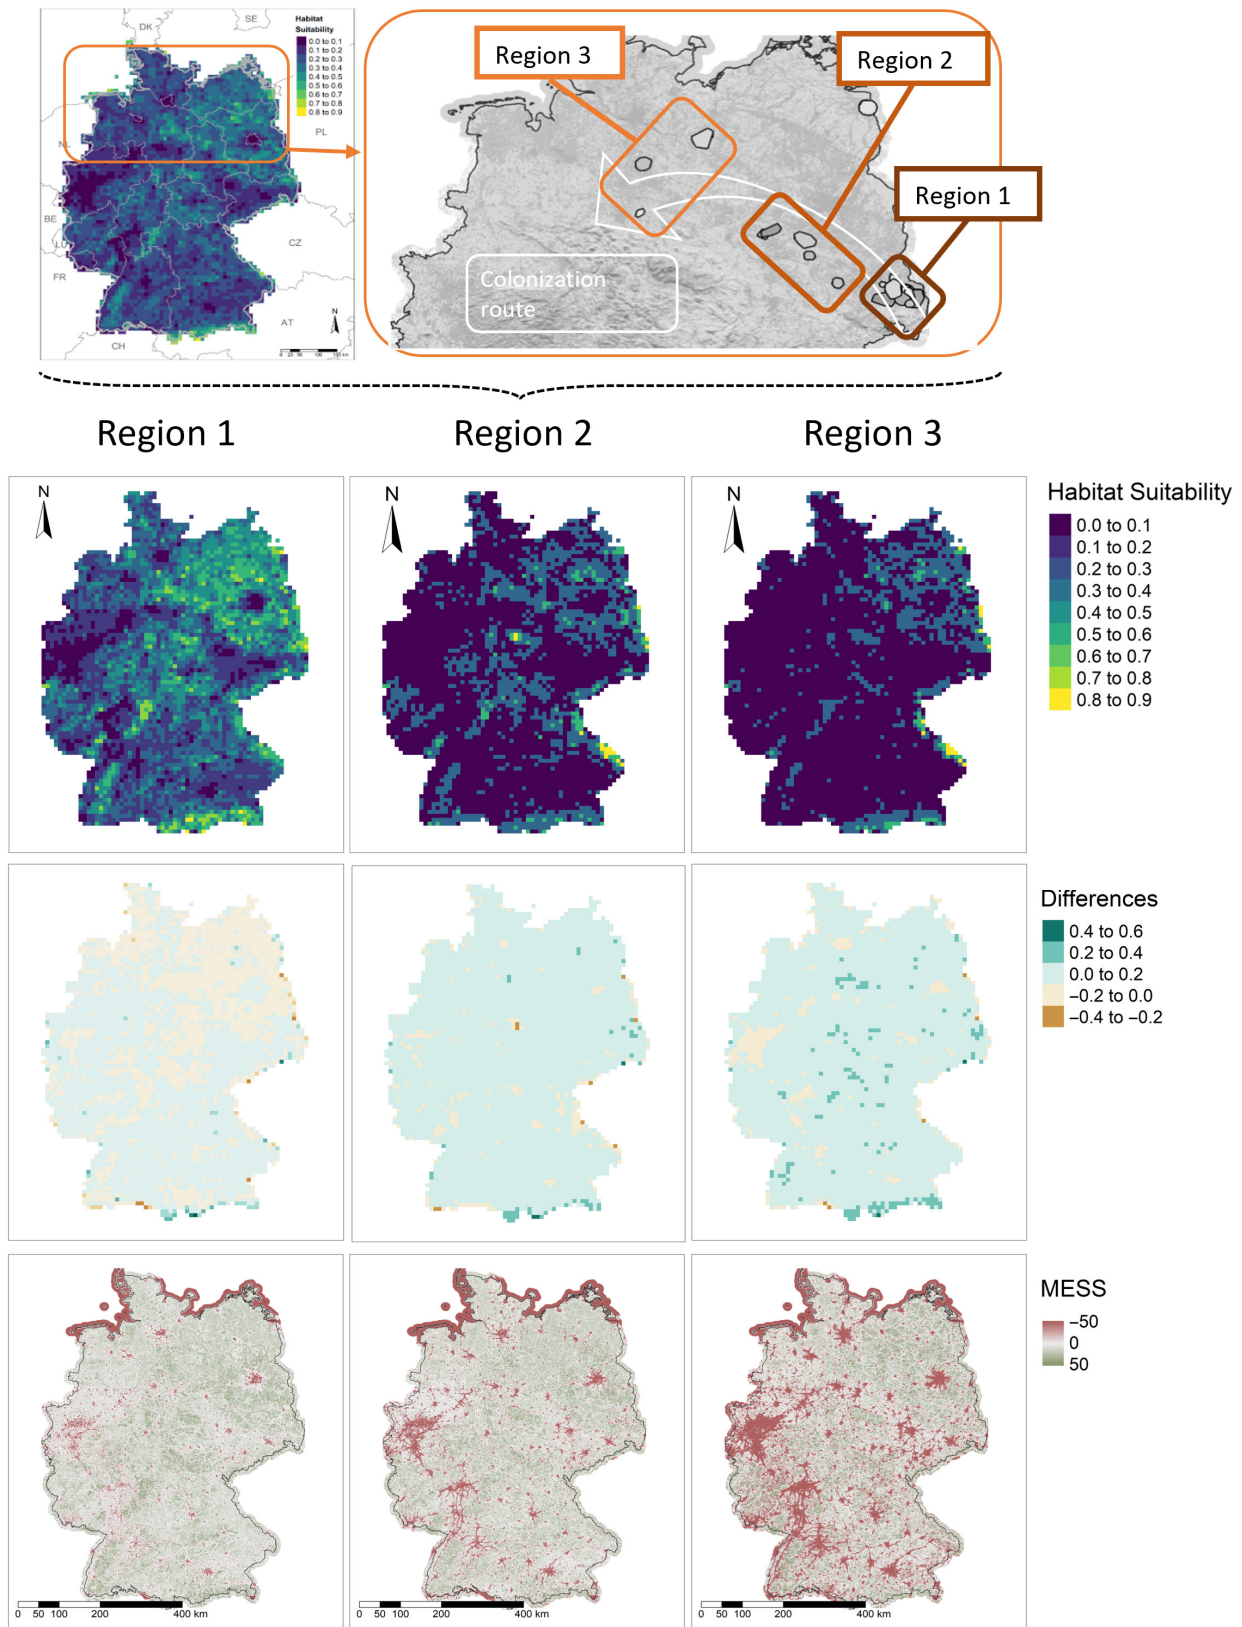 DK
SE
PL
NL
BE
LU
FR
CZ
AT
CH
Habitat
Suitability
0.0 to 0.1
0.1 to 0.2
0.2 to 0.3
0.3 to 0.4
0.4 to 0.5
0.5 to 0.6
0.6 to 0.7
0.7 to 0.8
0.8 to 0.9
N
0 25 50 100 150 km
Region 3
Region 2
Region 1
Colonization
route
Region 1 Region 2 Region 3
N
N
N
Habitat Suitability
0.0 to 0.1
0.1 to 0.2
0.2 to 0.3
0.3 to 0.4
0.4 to 0.5
0.5 to 0.6
0.6 to 0.7
0.7 to 0.8
0.8 to 0.9
Differences
0.4 to 0.6
0.2 to 0.4
0.0 to 0.2
−0.2 to 0.0
−0.4 to −0.2
MESS
−50
0
50
0 50 100 200 400 km
0 50 100 200 400 km
0 50 100 200 400 km